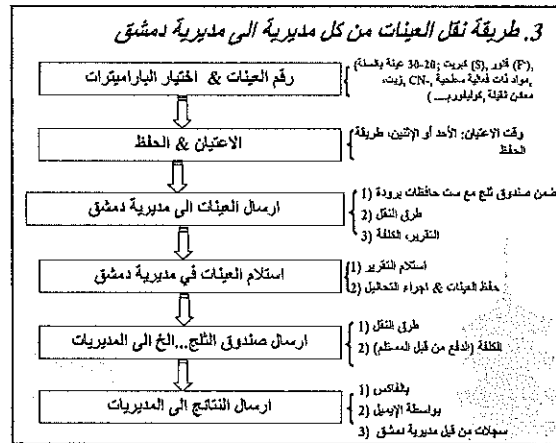 3. طريقة نقل العينات من كل مديرية الى مديرية دمشق
رقم العينات & اختيار الباراميترات
(F), فلور (S) كبريت ;20-30 عينة بالسنة)
مواد ذات فعالية سطحية ,CN-, زيت,
معادن ثقيلة ,كوليفورم.... )
الاعتيان & الحفظ
وقت الاعتيان: الأحد أو الإثنين، طريقة
الحفظ
ارسال العينات الى مديرية دمشق
1) ضمن صندوق ثلج مع ست حافظات برودة
2) طرق النقل
3) التقرير، الكلفة
استلام العينات في مديرية دمشق
1) استلام التقرير
2) حفظ العينات & اجراء التحاليل
ارسال صندوق الثلج...الخ الى المديريات
1) طرق النقل
2) الكلفة (الدفع من قبل المستلم)
ارسال النتائج الى المديريات
1) بالفاكس
2) بواسطة الإيميل
3) سجلات من قبل مديرية دمشق